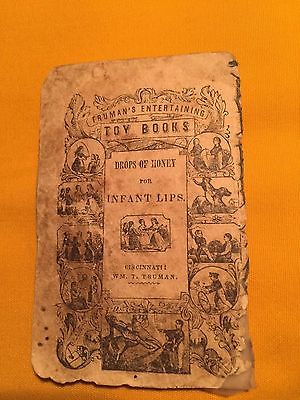 TRUMAN'S ENTERTAINING
TOY BOOKS
DROPS OF HONEY
FOR
INFANT LIPS.
CINCINNATI:
WM. T. TRUMAN.